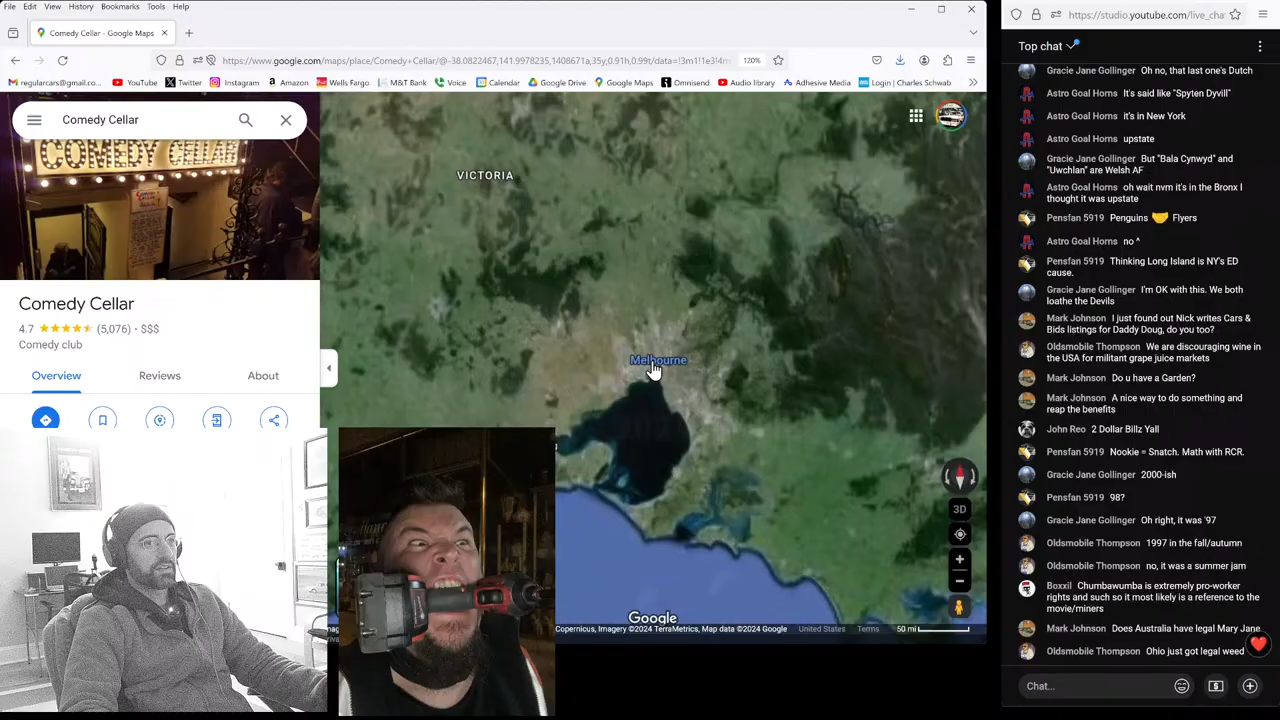 File Edit View History Bookmarks Tools Help
Comedy Cellar - Google Maps
https://www.google.com/maps/place/Comedy+Cellar/@-38.0822467,141.9978235,1408671a,35y,0.91h,0.99t/data=!3m1!1e3!4m
120%
regularcars@gmail.co... YouTube Twitter Instagram Amazon Wells Fargo M&T Bank Voice Calendar Google Drive Google Maps Omnisend Audio library Adhesive Media Login | Charles Schwab
Comedy Cellar
COMEDY CELLAR
Comedy Cellar
4.7 (5,076) · $$$
Comedy club
Overview Reviews About
VICTORIA
Melbourne
3D
Google
Copernicus, Imagery ©2024 TerraMetrics, Map data ©2024 Google United States Terms 50 mi
https://studio.youtube.com/live_cha
Top chat
Gracie Jane Gollinger Oh no, that last one's Dutch
Astro Goal Horns It's said like "Spyten Dyvill"
Astro Goal Horns it's in New York
Astro Goal Horns upstate
Gracie Jane Gollinger But "Bala Cynwyd" and
"Uwchlan" are Welsh AF
Astro Goal Horns oh wait nvm it's in the Bronx I
thought it was upstate
Pensfan 5919 Penguins 🤝 Flyers
Astro Goal Horns no ^
Pensfan 5919 Thinking Long Island is NY's ED
cause.
Gracie Jane Gollinger I'm OK with this. We both
loathe the Devils
Mark Johnson I just found out Nick writes Cars &
Bids listings for Daddy Doug, do you too?
Oldsmobile Thompson We are discouraging wine in
the USA for militant grape juice markets
Mark Johnson Do u have a Garden?
Mark Johnson A nice way to do something and
reap the benefits
John Reo 2 Dollar Billz Yall
Pensfan 5919 Nookie = Snatch. Math with RCR.
Gracie Jane Gollinger 2000-ish
Pensfan 5919 98?
Gracie Jane Gollinger Oh right, it was '97
Oldsmobile Thompson 1997 in the fall/autumn
Oldsmobile Thompson no, it was a summer jam
Boxxil Chumbawumba is extremely pro-worker
rights and such so it most likely is a reference to the
movie/miners
Mark Johnson Does Australia have legal Mary Jane
Oldsmobile Thompson Ohio just got legal weed
Chat...